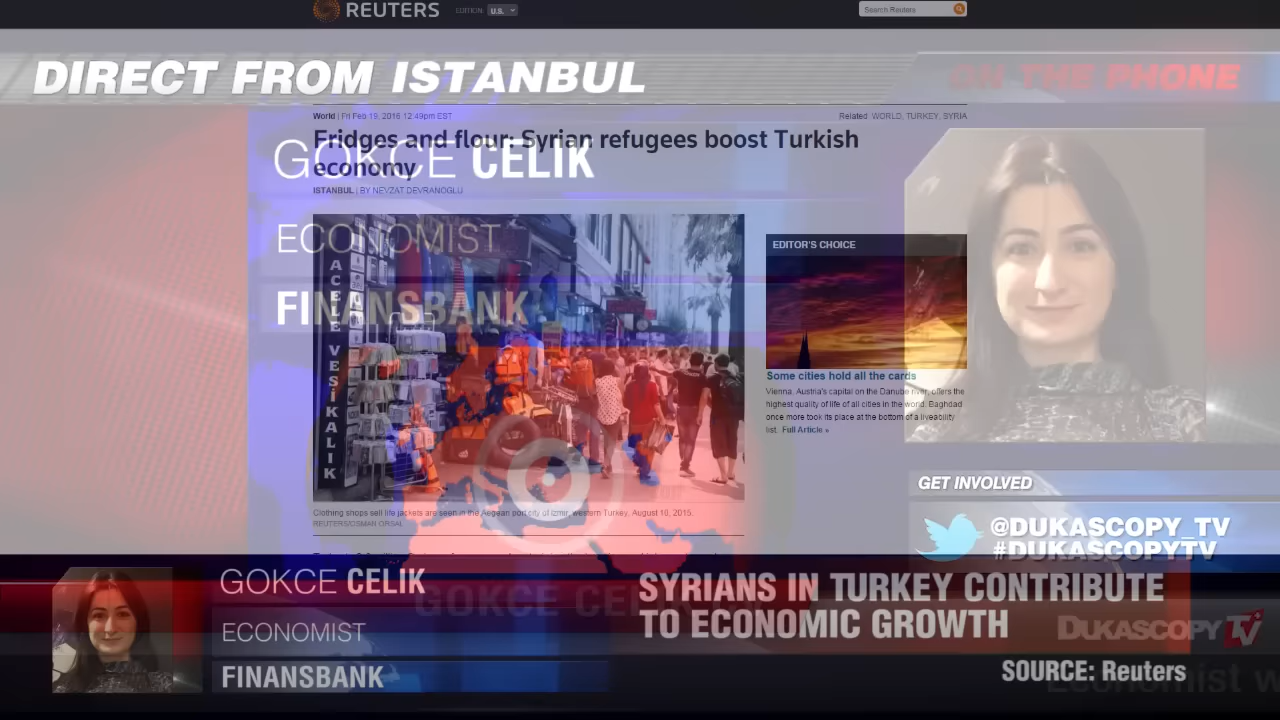 REUTERS EDITION: U.S. Search Reuters
DIRECT FROM ISTANBUL
ON THE PHONE
World | Fri Feb 19, 2016 12:49pm EST
Related: WORLD, TURKEY, SYRIA
Fridges and flour: Syrian refugees boost Turkish
economy
ISTANBUL | BY NEVZAT DEVRANOGLU
GOKCE CELIK
ECONOMIST
FINANSBANK
ACELE VESİKALIK
EDITOR'S CHOICE
Some cities hold all the cards
Vienna, Austria's capital on the Danube river, offers the
highest quality of life of all cities in the world. Baghdad
once more took its place at the bottom of a liveability
list. Full Article »
Clothing shops sell life jackets are seen in the Aegean port city of Izmir, western Turkey, August 10, 2015.
REUTERS/OSMAN ORSAL
GET INVOLVED
@DUKASCOPY_TV
#DUKASCOPYTV
GOKCE CELIK
ECONOMIST
FINANSBANK
GOKCE CE
SYRIANS IN TURKEY CONTRIBUTE
TO ECONOMIC GROWTH
DUKASCOPY TV
SOURCE: Reuters
Economist